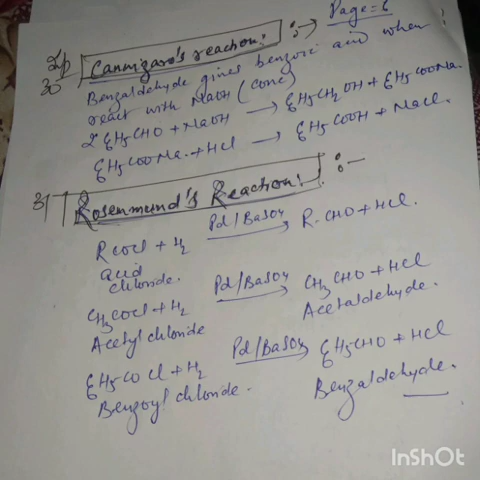 Page=6
Imp
30 Cannizaro's reaction:
Benzaldehyde gives benzoic acid when
react with NaOH (conc)
2C6H5CHO + NaOH → C6H5CH2OH + C6H5COONa.
C6H5COONa + HCl → C6H5COOH + NaCl.
31 Rosenmund's Reaction:
RCOCl + H2 Pd/BaSO4 → R-CHO + HCl.
acid
chloride.
CH3COCl + H2 Pd/BaSO4 → CH3CHO + HCl
Acetyl chloride Acetaldehyde.
C6H5COCl + H2 Pd/BaSO4 → C6H5CHO + HCl
Benzoyl chloride. Benzaldehyde.
InShOt